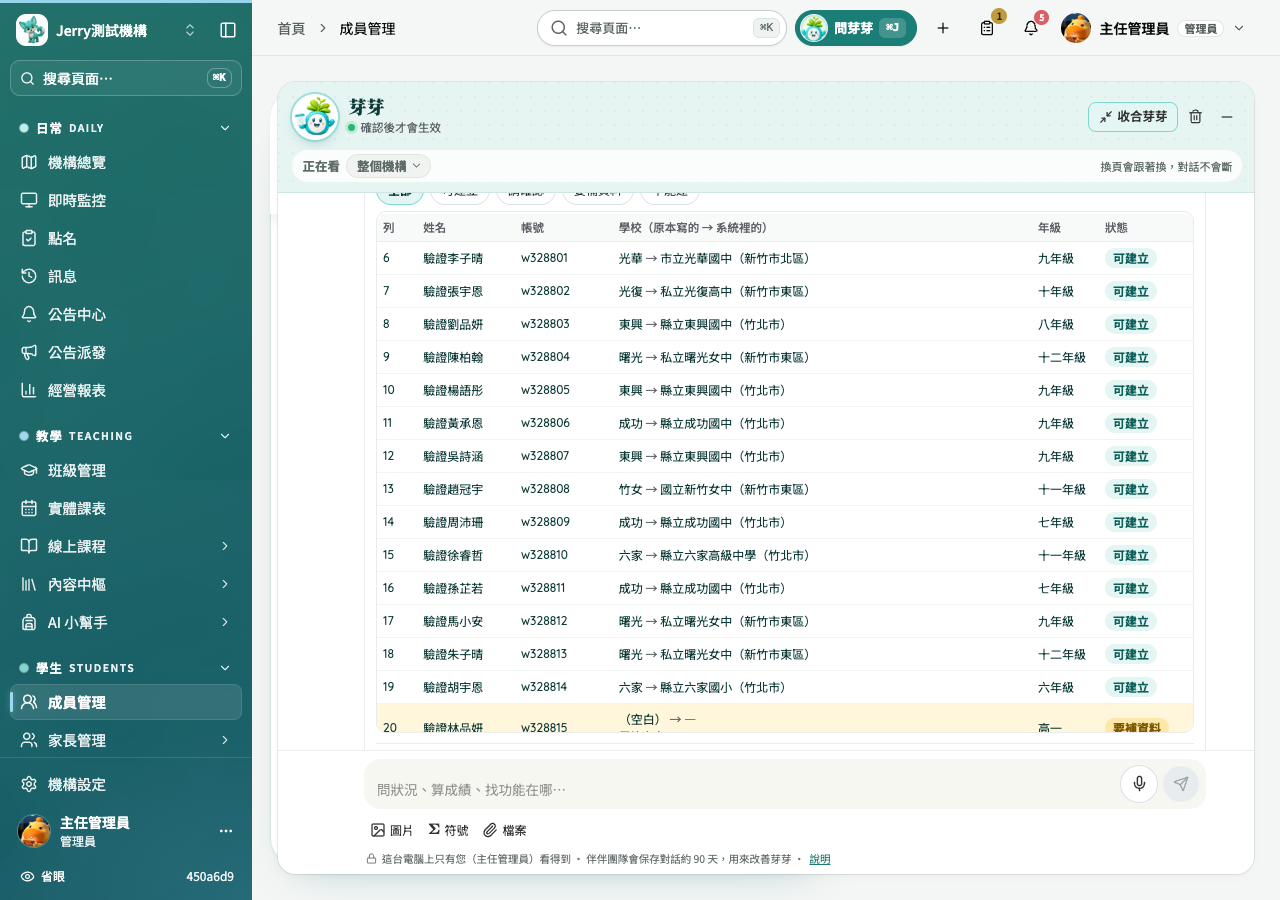 Jerry測試機構
搜尋頁面… ⌘K
日常 DAILY
機構總覽
即時監控
點名
訊息
公告中心
公告派發
經營報表
教學 TEACHING
班級管理
實體課表
線上課程
內容中樞
AI 小幫手
學生 STUDENTS
成員管理
家長管理
機構設定
主任管理員
管理員
省眼 450a6d9
首頁 成員管理
搜尋頁面… ⌘K
問芽芽 ⌘J
1
5
主任管理員 管理員
芽芽
確認後才會生效
收合芽芽
正在看 整個機構
換頁會跟著換，對話不會斷
列 姓名 帳號 學校（原本寫的 → 系統裡的） 年級 狀態
6 驗證李子晴 w328801 光華 → 市立光華國中（新竹市北區） 九年級 可建立
7 驗證張宇恩 w328802 光復 → 私立光復高中（新竹市東區） 十年級 可建立
8 驗證劉品妍 w328803 東興 → 縣立東興國中（竹北市） 八年級 可建立
9 驗證陳柏翰 w328804 曙光 → 私立曙光女中（新竹市東區） 十二年級 可建立
10 驗證楊語彤 w328805 東興 → 縣立東興國中（竹北市） 九年級 可建立
11 驗證黃承恩 w328806 成功 → 縣立成功國中（竹北市） 九年級 可建立
12 驗證吳詩涵 w328807 東興 → 縣立東興國中（竹北市） 九年級 可建立
13 驗證趙冠宇 w328808 竹女 → 國立新竹女中（新竹市東區） 十一年級 可建立
14 驗證周沛珊 w328809 成功 → 縣立成功國中（竹北市） 七年級 可建立
15 驗證徐睿哲 w328810 六家 → 縣立六家高級中學（竹北市） 十一年級 可建立
16 驗證孫芷若 w328811 成功 → 縣立成功國中（竹北市） 七年級 可建立
17 驗證馬小安 w328812 曙光 → 私立曙光女中（新竹市東區） 九年級 可建立
18 驗證朱子晴 w328813 曙光 → 私立曙光女中（新竹市東區） 十二年級 可建立
19 驗證胡宇恩 w328814 六家 → 縣立六家國小（竹北市） 六年級 可建立
20 驗證林品妍 w328815 （空白） → — 高一 要補資料
問狀況、算成績、找功能在哪…
圖片 符號 檔案
這台電腦上只有您（主任管理員）看得到 · 伴伴團隊會保存對話約 90 天，用來改善芽芽 · 說明